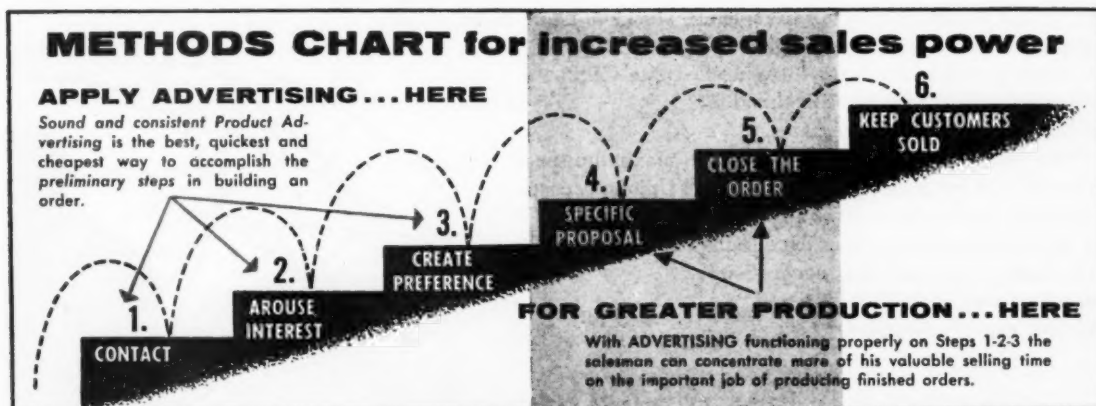 METHODS CHART for increased sales power
APPLY ADVERTISING...HERE
Sound and consistent Product Ad-
vertising is the best, quickest and
cheapest way to accomplish the
preliminary steps in building an
order.
1.
CONTACT
2.
AROUSE
INTEREST
3.
CREATE
PREFERENCE
4.
SPECIFIC
PROPOSAL
5.
CLOSE THE
ORDER
6.
KEEP CUSTOMERS
SOLD
FOR GREATER PRODUCTION...HERE
With ADVERTISING functioning properly on Steps 1-2-3 the
salesman can concentrate more of his valuable selling time
on the important job of producing finished orders.